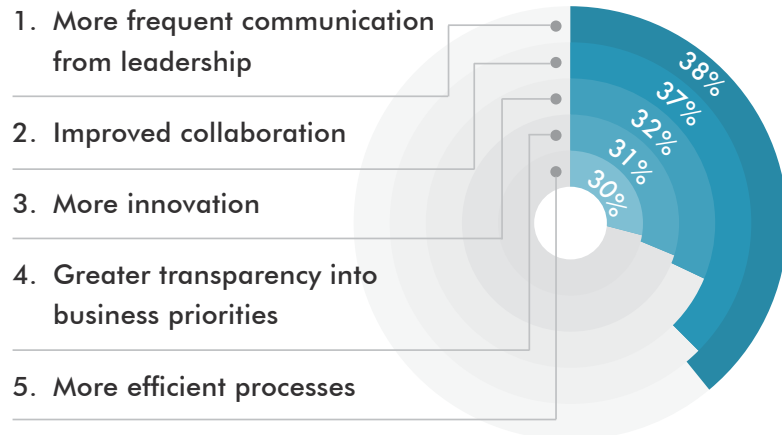 1. More frequent communication
from leadership
2. Improved collaboration
3. More innovation
4. Greater transparency into
business priorities
5. More efficient processes
38%
37%
32%
31%
30%